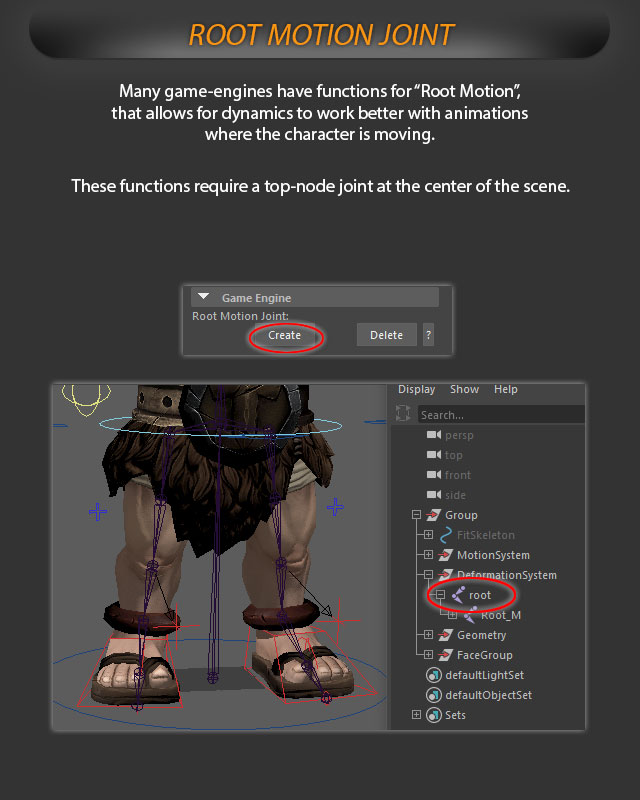 ROOT MOTION JOINT
Many game-engines have functions for “Root Motion”,
that allows for dynamics to work better with animations
where the character is moving.
These functions require a top-node joint at the center of the scene.
Game Engine
Root Motion Joint:
Create Delete ?
Display Show Help
Search...
persp
top
front
side
Group
FitSkeleton
MotionSystem
DeformationSystem
root
Root_M
Geometry
FaceGroup
defaultLightSet
defaultObjectSet
Sets